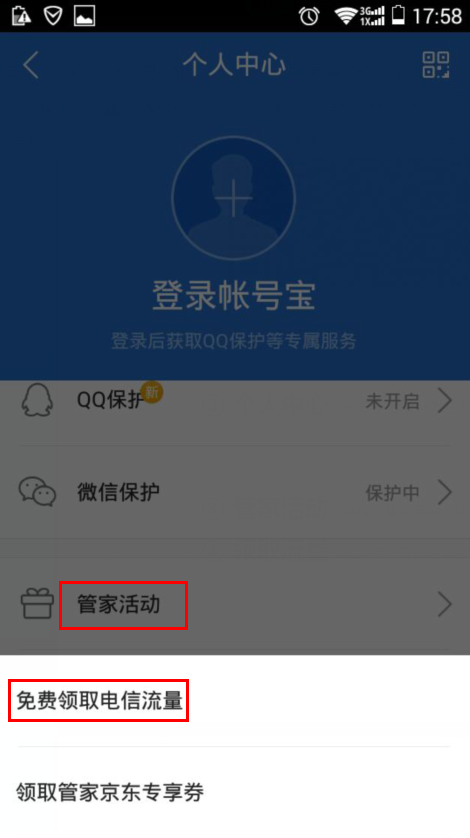 3G
1X
17:58
个人中心
登录帐号宝
登录后获取QQ保护等专属服务
QQ保护
新
未开启
微信保护
保护中
管家活动
免费领取电信流量
领取管家京东专享券